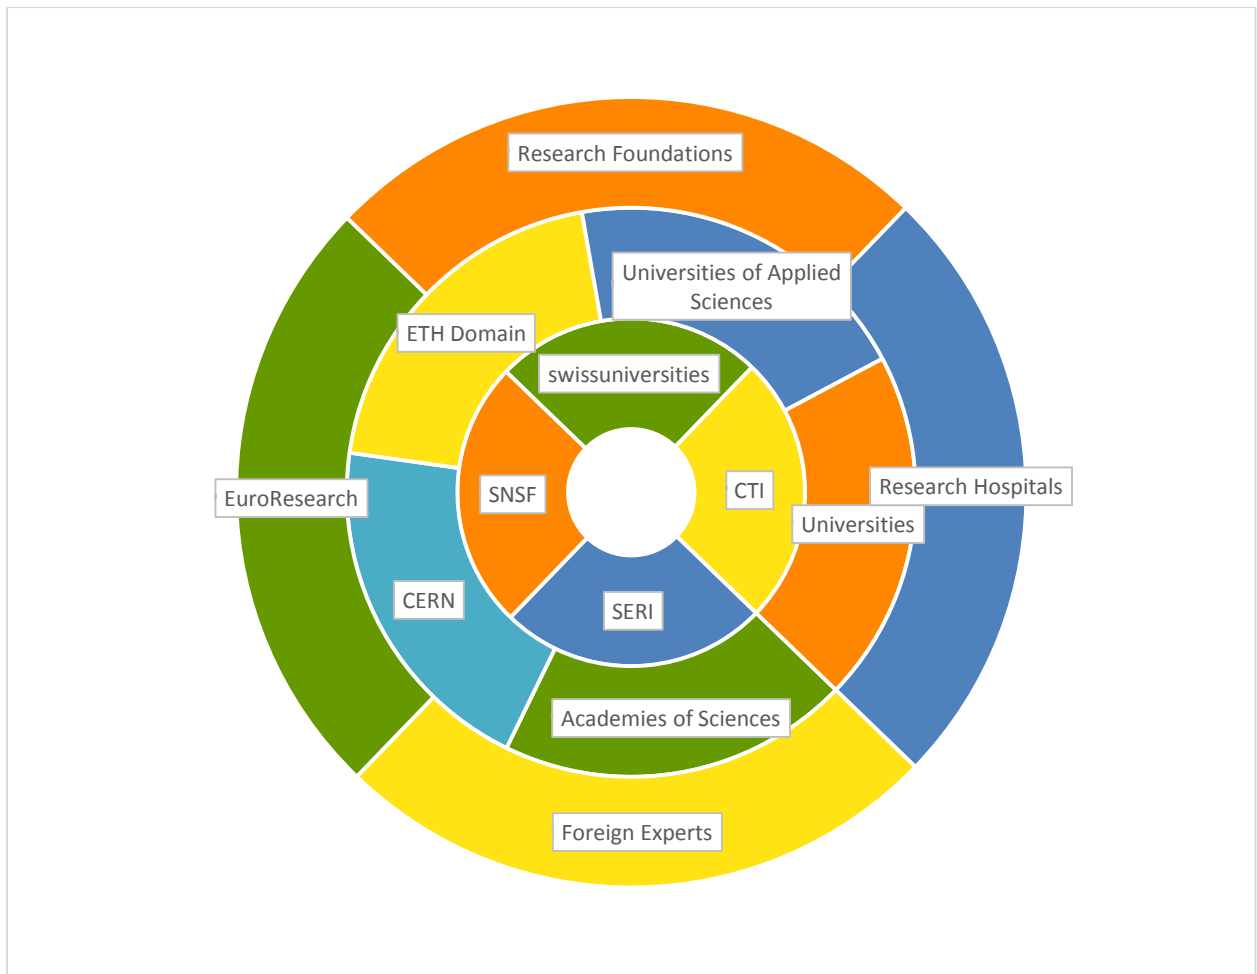 Research Foundations
Universities of Applied
Sciences
ETH Domain
swissuniversities
SNSF
CTI
Research Hospitals
EuroResearch
Universities
CERN
SERI
Academies of Sciences
Foreign Experts